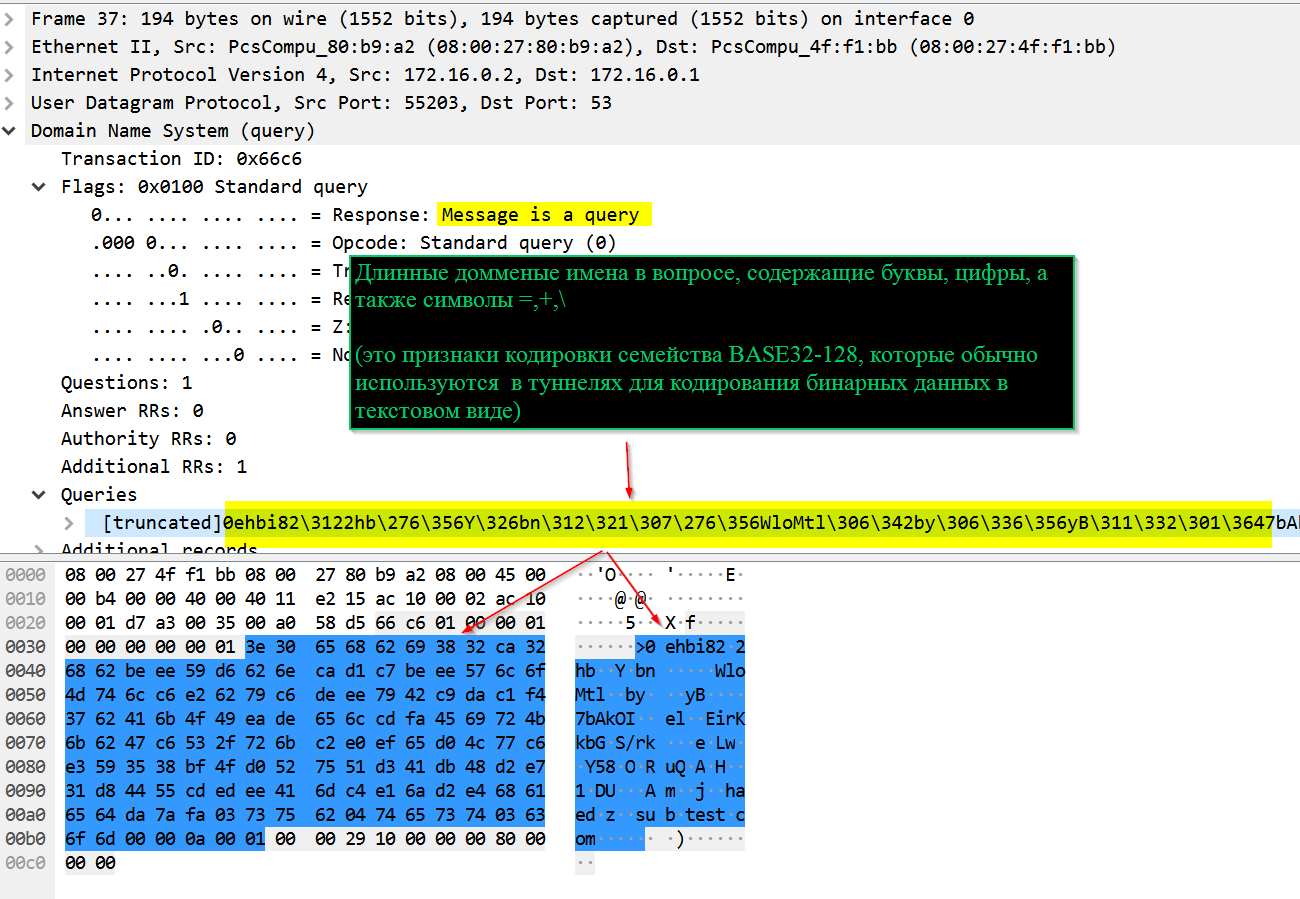 Frame 37: 194 bytes on wire (1552 bits), 194 bytes captured (1552 bits) on interface 0
Ethernet II, Src: PcsCompu_80:b9:a2 (08:00:27:80:b9:a2), Dst: PcsCompu_4f:f1:bb (08:00:27:4f:f1:bb)
Internet Protocol Version 4, Src: 172.16.0.2, Dst: 172.16.0.1
User Datagram Protocol, Src Port: 55203, Dst Port: 53
Domain Name System (query)
Transaction ID: 0x66c6
Flags: 0x0100 Standard query
0... .... .... .... = Response: Message is a query
.000 0... .... .... = Opcode: Standard query (0)
.... ..0. .... .... = Tr
.... ...1 .... .... = Re
.... .... .0.. .... = Z:
.... .... ...0 .... = No
Длинные домменые имена в вопросе, содержащие буквы, цифры, а
также символы =,+,\
(это признаки кодировки семейства BASE32-128, которые обычно
используются в туннелях для кодирования бинарных данных в
текстовом виде)
Questions: 1
Answer RRs: 0
Authority RRs: 0
Additional RRs: 1
Queries
[truncated]0ehbi82\3122hb\276\356Y\326bn\312\321\307\276\356WloMtl\306\342by\306\336\356yB\311\332\301\3647bAk
Additional records
0000 08 00 27 4f f1 bb 08 00 27 80 b9 a2 08 00 45 00 ··'O···· '·····E·
0010 00 b4 00 00 40 00 40 11 e2 15 ac 10 00 02 ac 10 ····@·@· ········
0020 00 01 d7 a3 00 35 00 a0 58 d5 66 c6 01 00 00 01 ·····5·· X·f·····
0030 00 00 00 00 00 01 3e 30 65 68 62 69 38 32 ca 32 ······>0 ehbi82·2
0040 68 62 be ee 59 d6 62 6e ca d1 c7 be ee 57 6c 6f hb··Y·bn ·····Wlo
0050 4d 74 6c c6 e2 62 79 c6 de ee 79 42 c9 da c1 f4 Mtl··by· ··yB····
0060 37 62 41 6b 4f 49 ea de 65 6c cd fa 45 69 72 4b 7bAkOI·· el··EirK
0070 6b 62 47 c6 53 2f 72 6b c2 e0 ef 65 d0 4c 77 c6 kbG·S/rk ···e·Lw·
0080 e3 59 35 38 bf 4f d0 52 75 51 d3 41 db 48 d2 e7 ·Y58·O·R uQ·A·H··
0090 31 d8 44 55 cd ed ee 41 6d c4 e1 6a d2 e4 68 61 1·DU···A m··j··ha
00a0 65 64 da 7a fa 03 73 75 62 04 74 65 73 74 03 63 ed·z··su b·test·c
00b0 6f 6d 00 00 0a 00 01 00 00 29 10 00 00 00 80 00 om······ ·)······
00c0 00 00 ··